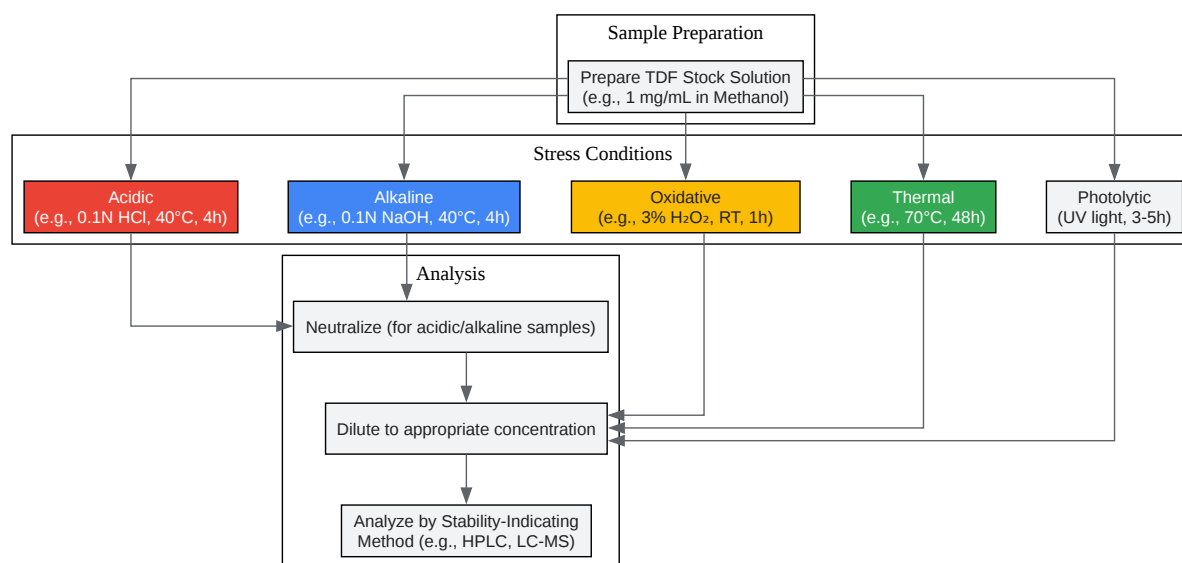 Sample Preparation
Prepare TDF Stock Solution
(e.g., 1 mg/mL in Methanol)
Stress Conditions
Acidic
(e.g., 0.1N HCl, 40°C, 4h)
Alkaline
(e.g., 0.1N NaOH, 40°C, 4h)
Oxidative
(e.g., 3% H₂O₂, RT, 1h)
Thermal
(e.g., 70°C, 48h)
Photolytic
(UV light, 3-5h)
Analysis
Neutralize (for acidic/alkaline samples)
Dilute to appropriate concentration
Analyze by Stability-Indicating
Method (e.g., HPLC, LC-MS)